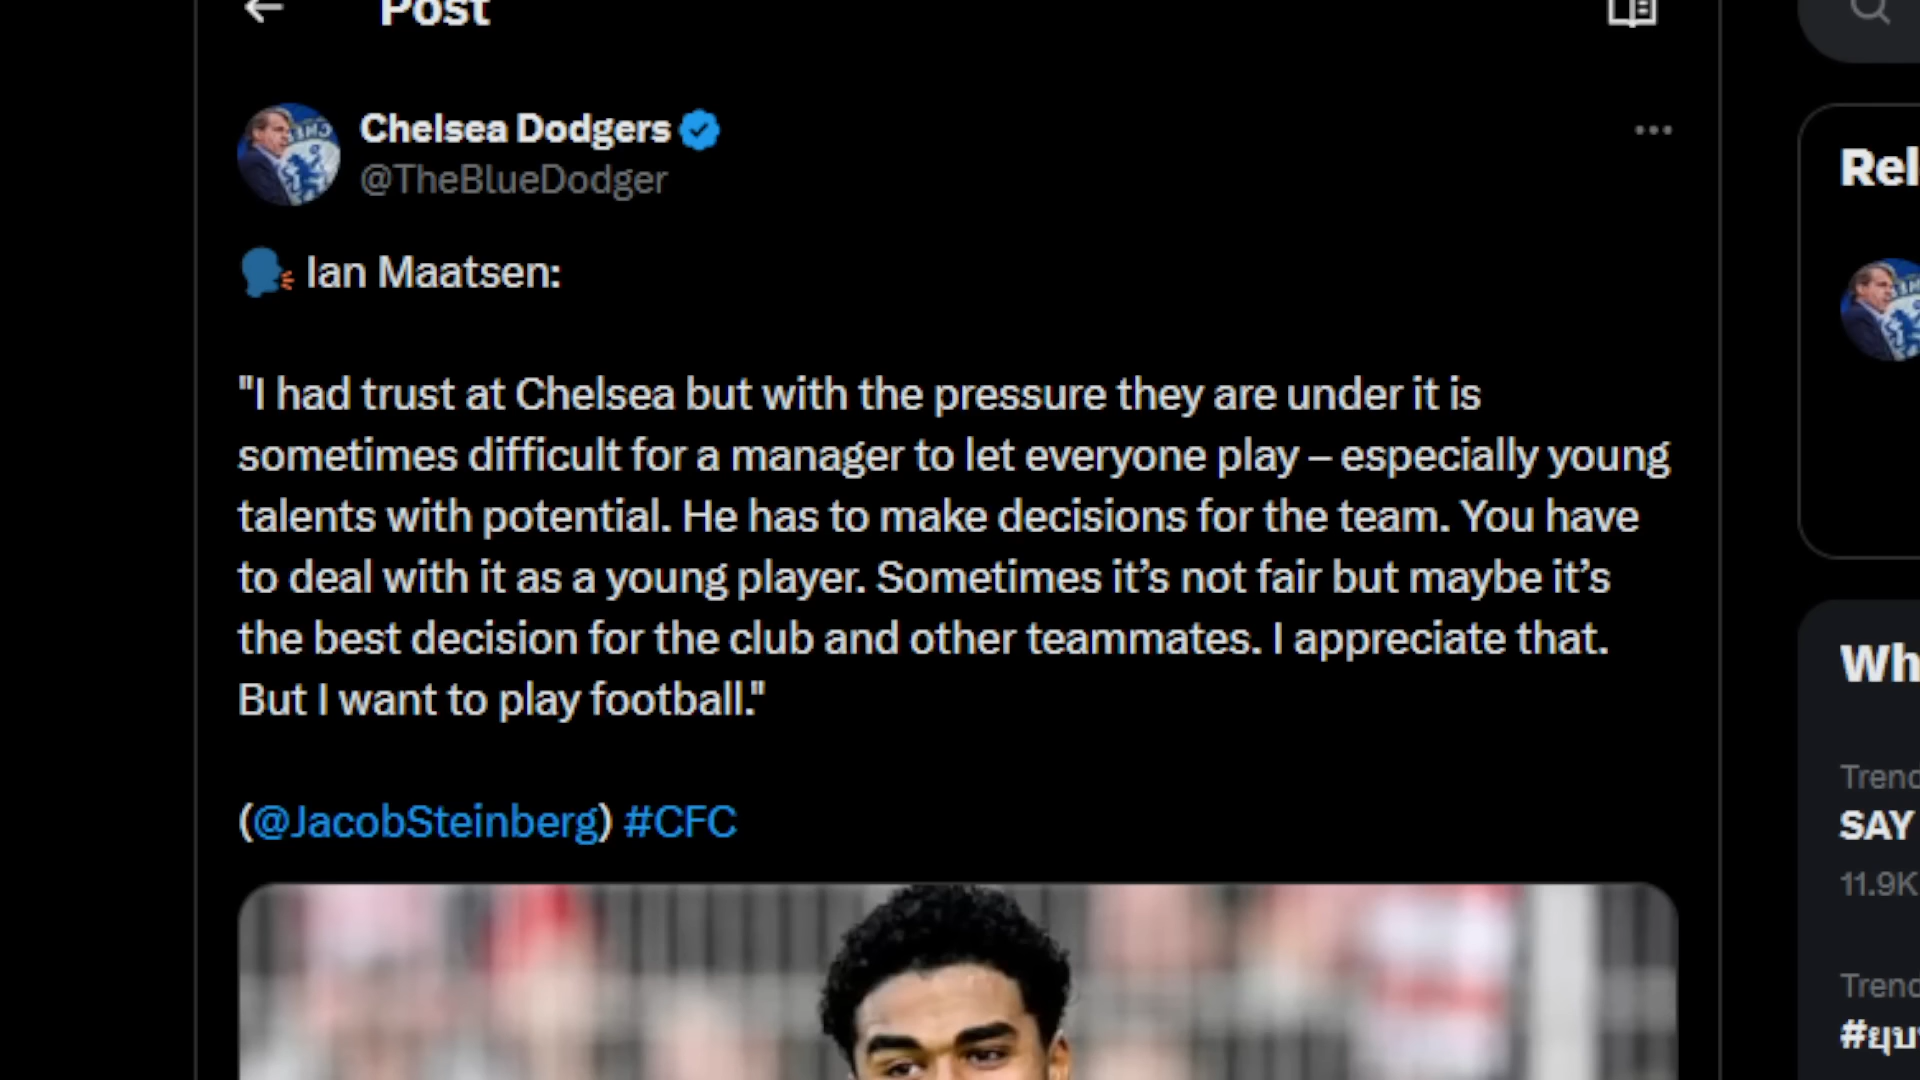 Post
Chelsea Dodgers
@TheBlueDodger
Ian Maatsen:
"I had trust at Chelsea but with the pressure they are under it is
sometimes difficult for a manager to let everyone play – especially young
talents with potential. He has to make decisions for the team. You have
to deal with it as a young player. Sometimes it’s not fair but maybe it’s
the best decision for the club and other teammates. I appreciate that.
But I want to play football."
(@JacobSteinberg) #CFC
Rel
Wh
Trend
SAY
11.9K
Trend